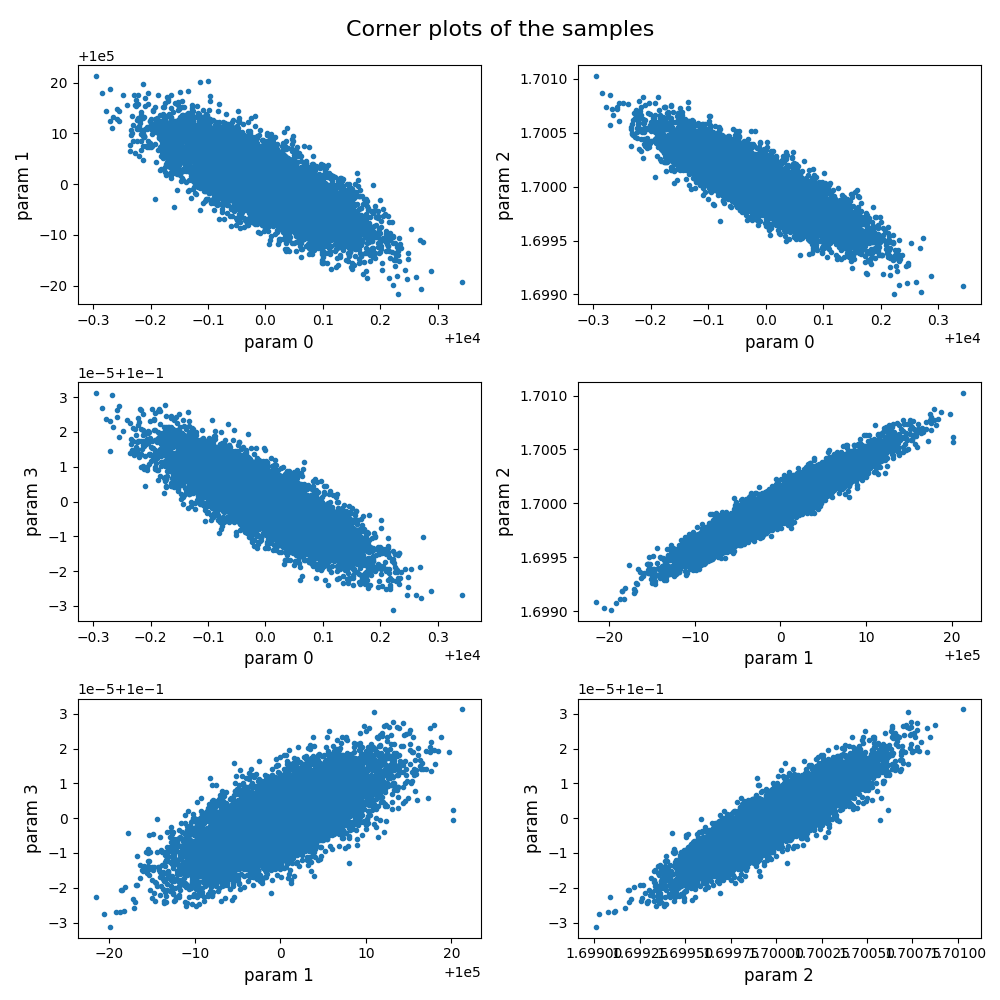 Corner plots of the samples
+1e5
20
10
0
−10
−20
param 1
−0.3 −0.2 −0.1 0.0 0.1 0.2 0.3
param 0
+1e4
1.7010
1.7005
1.7000
1.6995
1.6990
param 2
−0.3 −0.2 −0.1 0.0 0.1 0.2 0.3
param 0
+1e4
1e−5+1e−1
3
2
1
0
−1
−2
−3
param 3
−0.3 −0.2 −0.1 0.0 0.1 0.2 0.3
param 0
+1e4
1.7010
1.7005
1.7000
1.6995
1.6990
param 2
−20 −10 0 10 20
param 1
+1e5
1e−5+1e−1
3
2
1
0
−1
−2
−3
param 3
−20 −10 0 10 20
param 1
+1e5
1e−5+1e−1
3
2
1
0
−1
−2
−3
param 3
1.69900 1.69925 1.69950 1.69975 1.70000 1.70025 1.70050 1.70075 1.70100
param 2